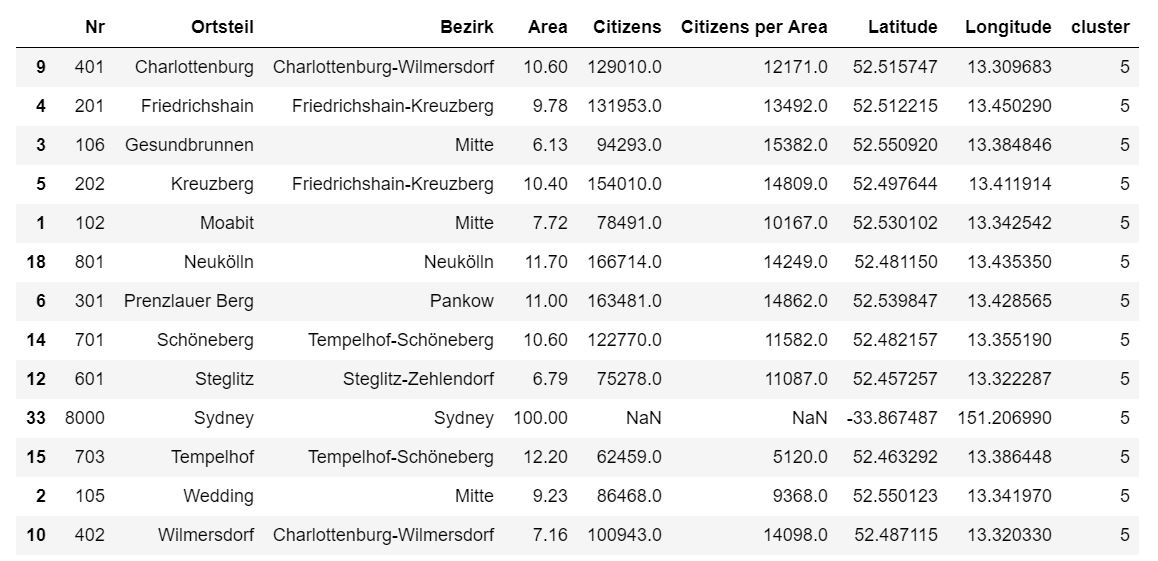 Nr Ortsteil Bezirk Area Citizens Citizens per Area Latitude Longitude cluster
9 401 Charlottenburg Charlottenburg-Wilmersdorf 10.60 129010.0 12171.0 52.515747 13.309683 5
4 201 Friedrichshain Friedrichshain-Kreuzberg 9.78 131953.0 13492.0 52.512215 13.450290 5
3 106 Gesundbrunnen Mitte 6.13 94293.0 15382.0 52.550920 13.384846 5
5 202 Kreuzberg Friedrichshain-Kreuzberg 10.40 154010.0 14809.0 52.497644 13.411914 5
1 102 Moabit Mitte 7.72 78491.0 10167.0 52.530102 13.342542 5
18 801 Neukölln Neukölln 11.70 166714.0 14249.0 52.481150 13.435350 5
6 301 Prenzlauer Berg Pankow 11.00 163481.0 14862.0 52.539847 13.428565 5
14 701 Schöneberg Tempelhof-Schöneberg 10.60 122770.0 11582.0 52.482157 13.355190 5
12 601 Steglitz Steglitz-Zehlendorf 6.79 75278.0 11087.0 52.457257 13.322287 5
33 8000 Sydney Sydney 100.00 NaN NaN -33.867487 151.206990 5
15 703 Tempelhof Tempelhof-Schöneberg 12.20 62459.0 5120.0 52.463292 13.386448 5
2 105 Wedding Mitte 9.23 86468.0 9368.0 52.550123 13.341970 5
10 402 Wilmersdorf Charlottenburg-Wilmersdorf 7.16 100943.0 14098.0 52.487115 13.320330 5